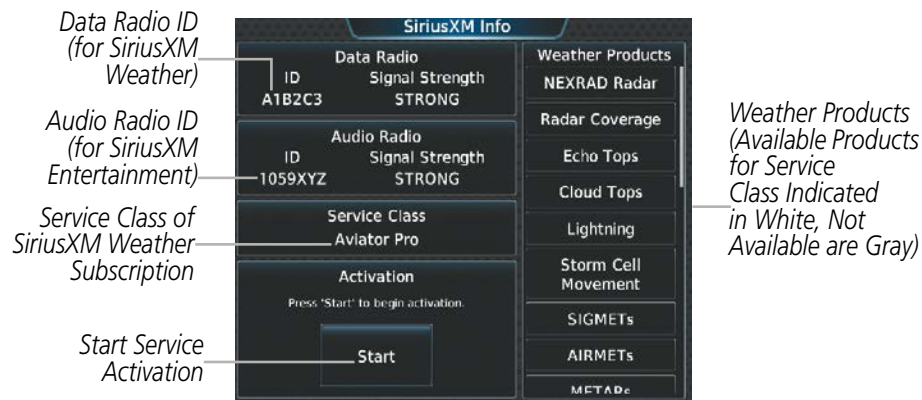 Data Radio ID
(for SiriusXM
Weather)
Audio Radio ID
(for SiriusXM
Entertainment)
Service Class of
SiriusXM Weather
Subscription
Start Service
Activation
SiriusXM Info
Data Radio
ID Signal Strength
A1B2C3 STRONG
Audio Radio
ID Signal Strength
1059XYZ STRONG
Service Class
Aviator Pro
Activation
Press 'Start' to begin activation.
Start
Weather Products
NEXRAD Radar
Radar Coverage
Echo Tops
Cloud Tops
Lightning
Storm Cell
Movement
SIGMETs
AIRMETs
METARs
Weather Products
(Available Products
for Service
Class Indicated
in White, Not
Available are Gray)